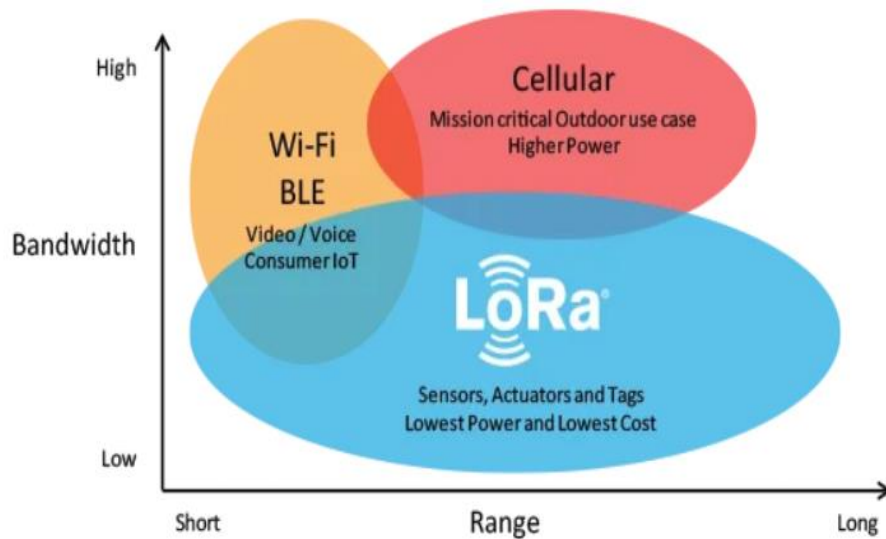 High
Bandwidth
Low
Wi-Fi
BLE
Video / Voice
Consumer IoT
Cellular
Mission critical Outdoor use case
Higher Power
LoRa®
Sensors, Actuators and Tags
Lowest Power and Lowest Cost
Short
Range
Long